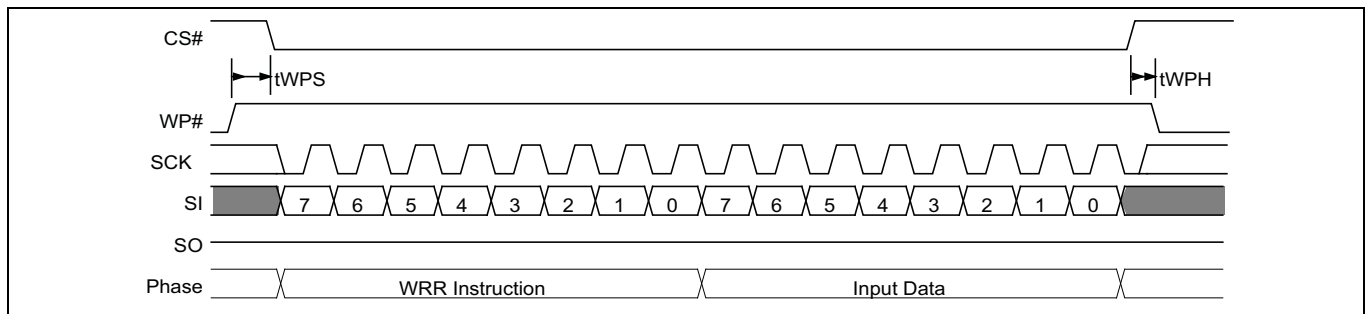 CS#
tWPS
tWPH
WP#
SCK
SI 7 6 5 4 3 2 1 0 7 6 5 4 3 2 1 0
SO
Phase WRR Instruction Input Data